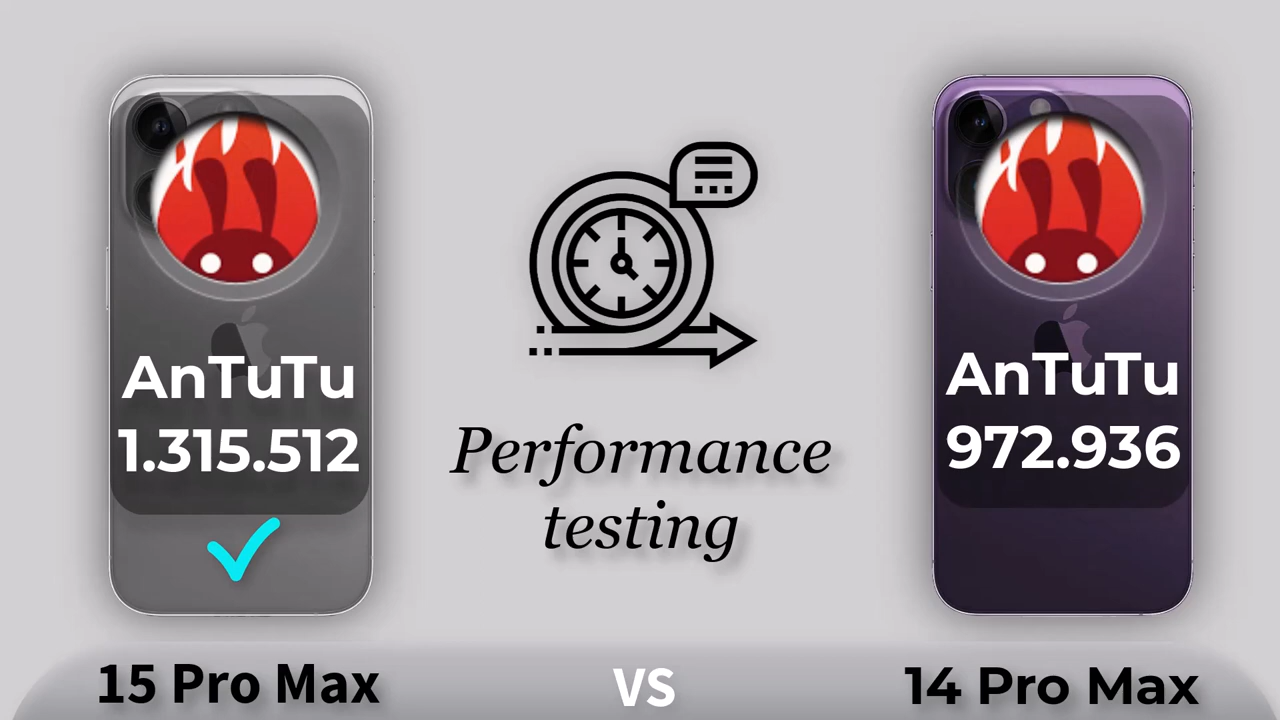 AnTuTu
1.315.512
Performance
testing
AnTuTu
972.936
15 Pro Max
VS
14 Pro Max